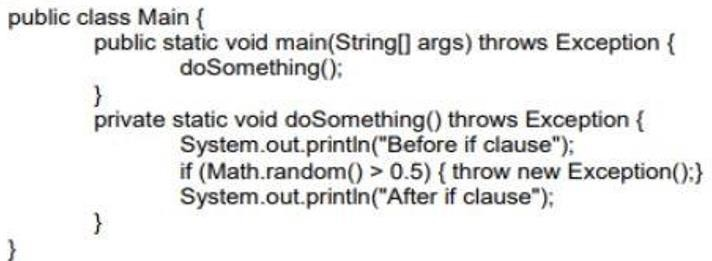 public class Main {
public static void main(String[] args) throws Exception {
doSomething();
}
private static void doSomething() throws Exception {
System.out.println("Before if clause");
if (Math.random() > 0.5) { throw new Exception();}
System.out.println("After if clause");
}
}